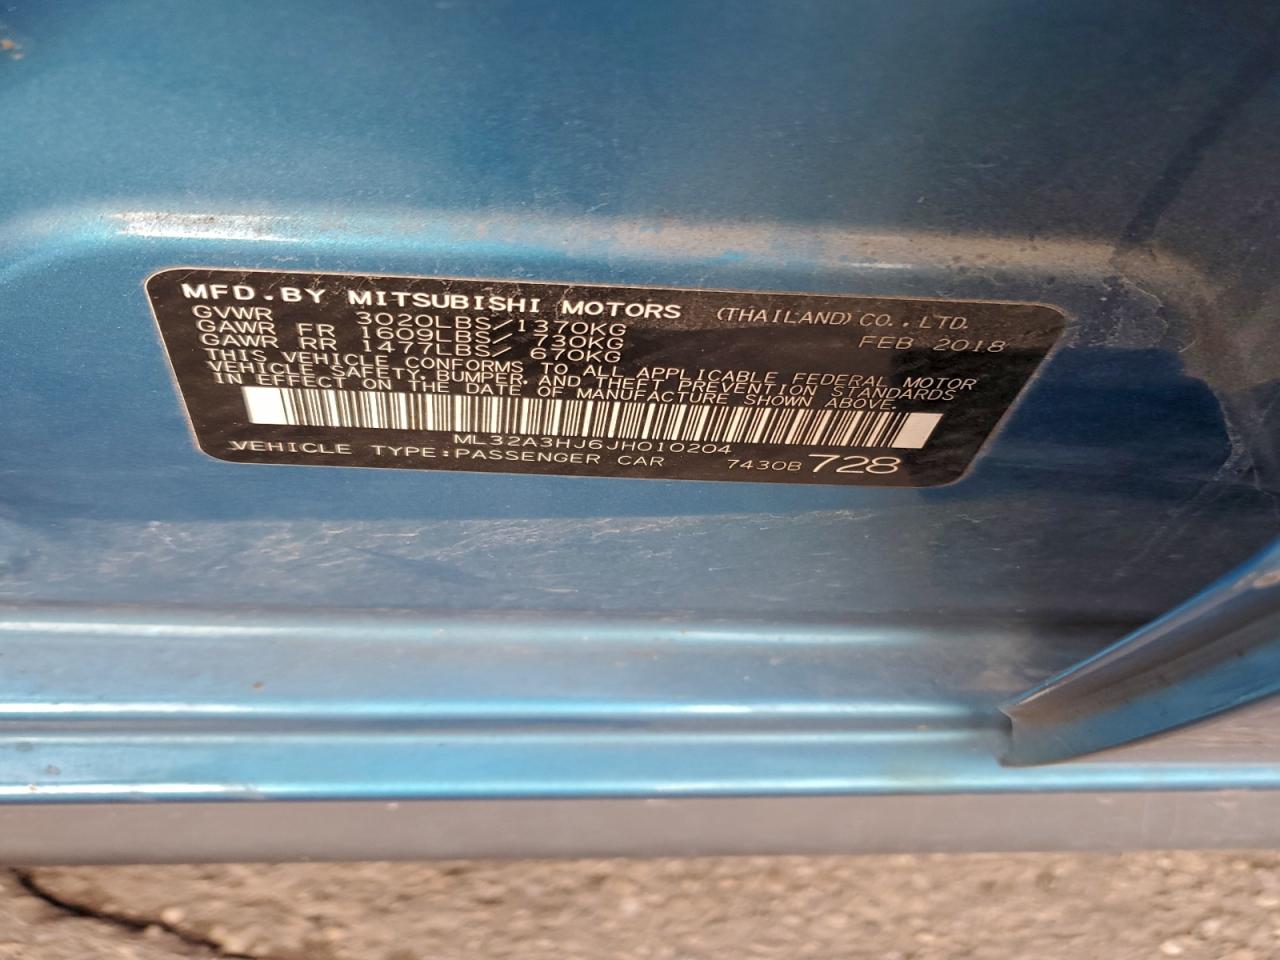 MFD.BY MITSUBISHI MOTORS (THAILAND) CO., LTD.
GVWR 3020LBS/1370KG FEB 2018
GAWR FR 1609LBS/ 730KG
GAWR RR 1477LBS/ 670KG
THIS VEHICLE CONFORMS TO ALL APPLICABLE FEDERAL MOTOR
VEHICLE SAFETY, BUMPER, AND THEFT PREVENTION STANDARDS
IN EFFECT ON THE DATE OF MANUFACTURE SHOWN ABOVE.
ML32A3HJ6JH010204
VEHICLE TYPE:PASSENGER CAR 7430B 728